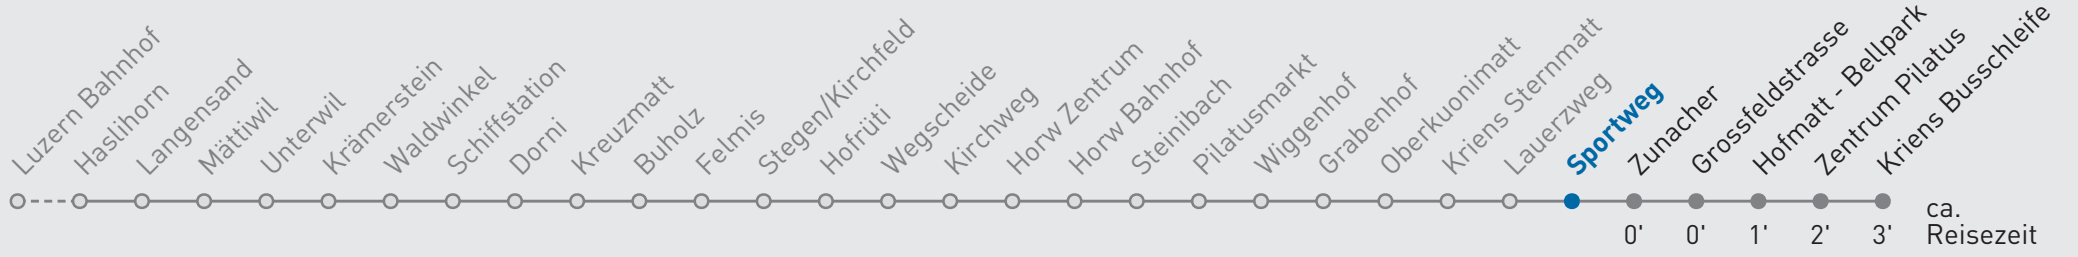 Luzern Bahnhof
Haslihorn
Langensand
Mättiwil
Unterwil
Krämerstein
Waldwinkel
Schiffstation
Dorni
Kreuzmatt
Buholz
Felmis
Stegen/Kirchfeld
Hofrüti
Wegscheide
Kirchweg
Horw Zentrum
Horw Bahnhof
Steinibach
Pilatusmarkt
Wiggenhof
Grabenhof
Oberkuonimatt
Kriens Sternmatt
Lauerzweg
Sportweg
Zunacher
Grossfeldstrasse
Hofmatt - Bellpark
Zentrum Pilatus
Kriens Busschleife
0' 0' 1' 2' 3'
ca.
Reisezeit